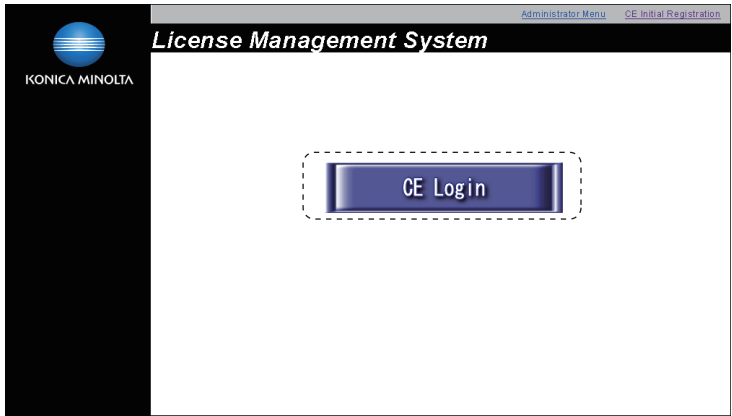 Administrator Menu CE Initial Registration
License Management System
KONICA MINOLTA
CE Login